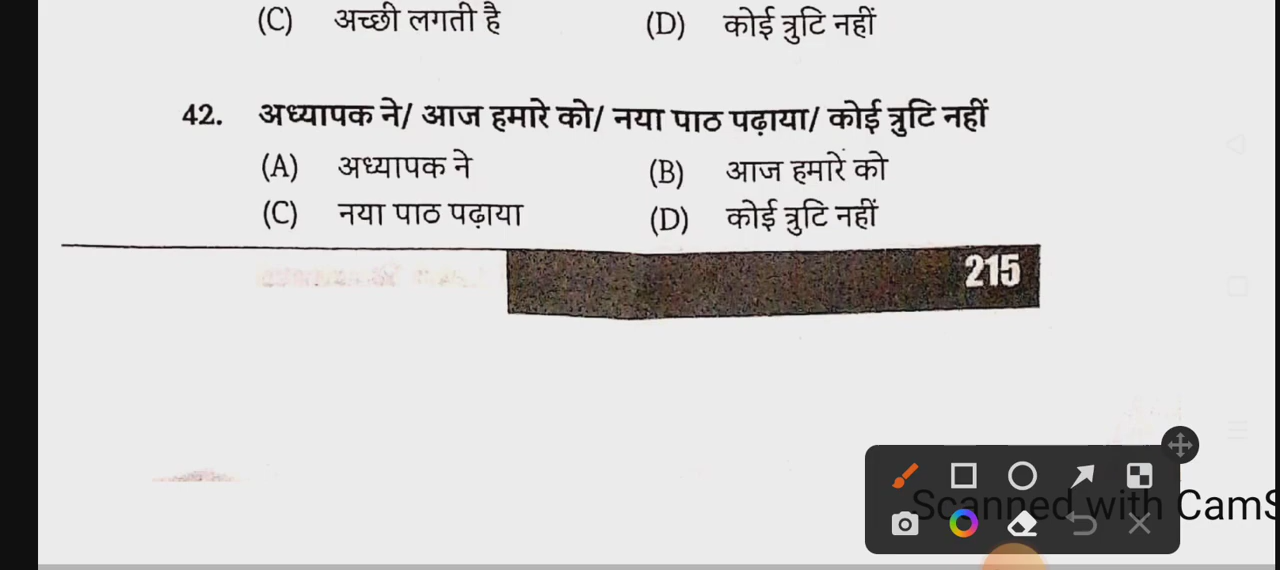 (C) अच्छी लगती है (D) कोई त्रुटि नहीं
42. अध्यापक ने/ आज हमारे को/ नया पाठ पढ़ाया/ कोई त्रुटि नहीं
(A) अध्यापक ने (B) आज हमारे को
(C) नया पाठ पढ़ाया (D) कोई त्रुटि नहीं
215
Scanned with CamS